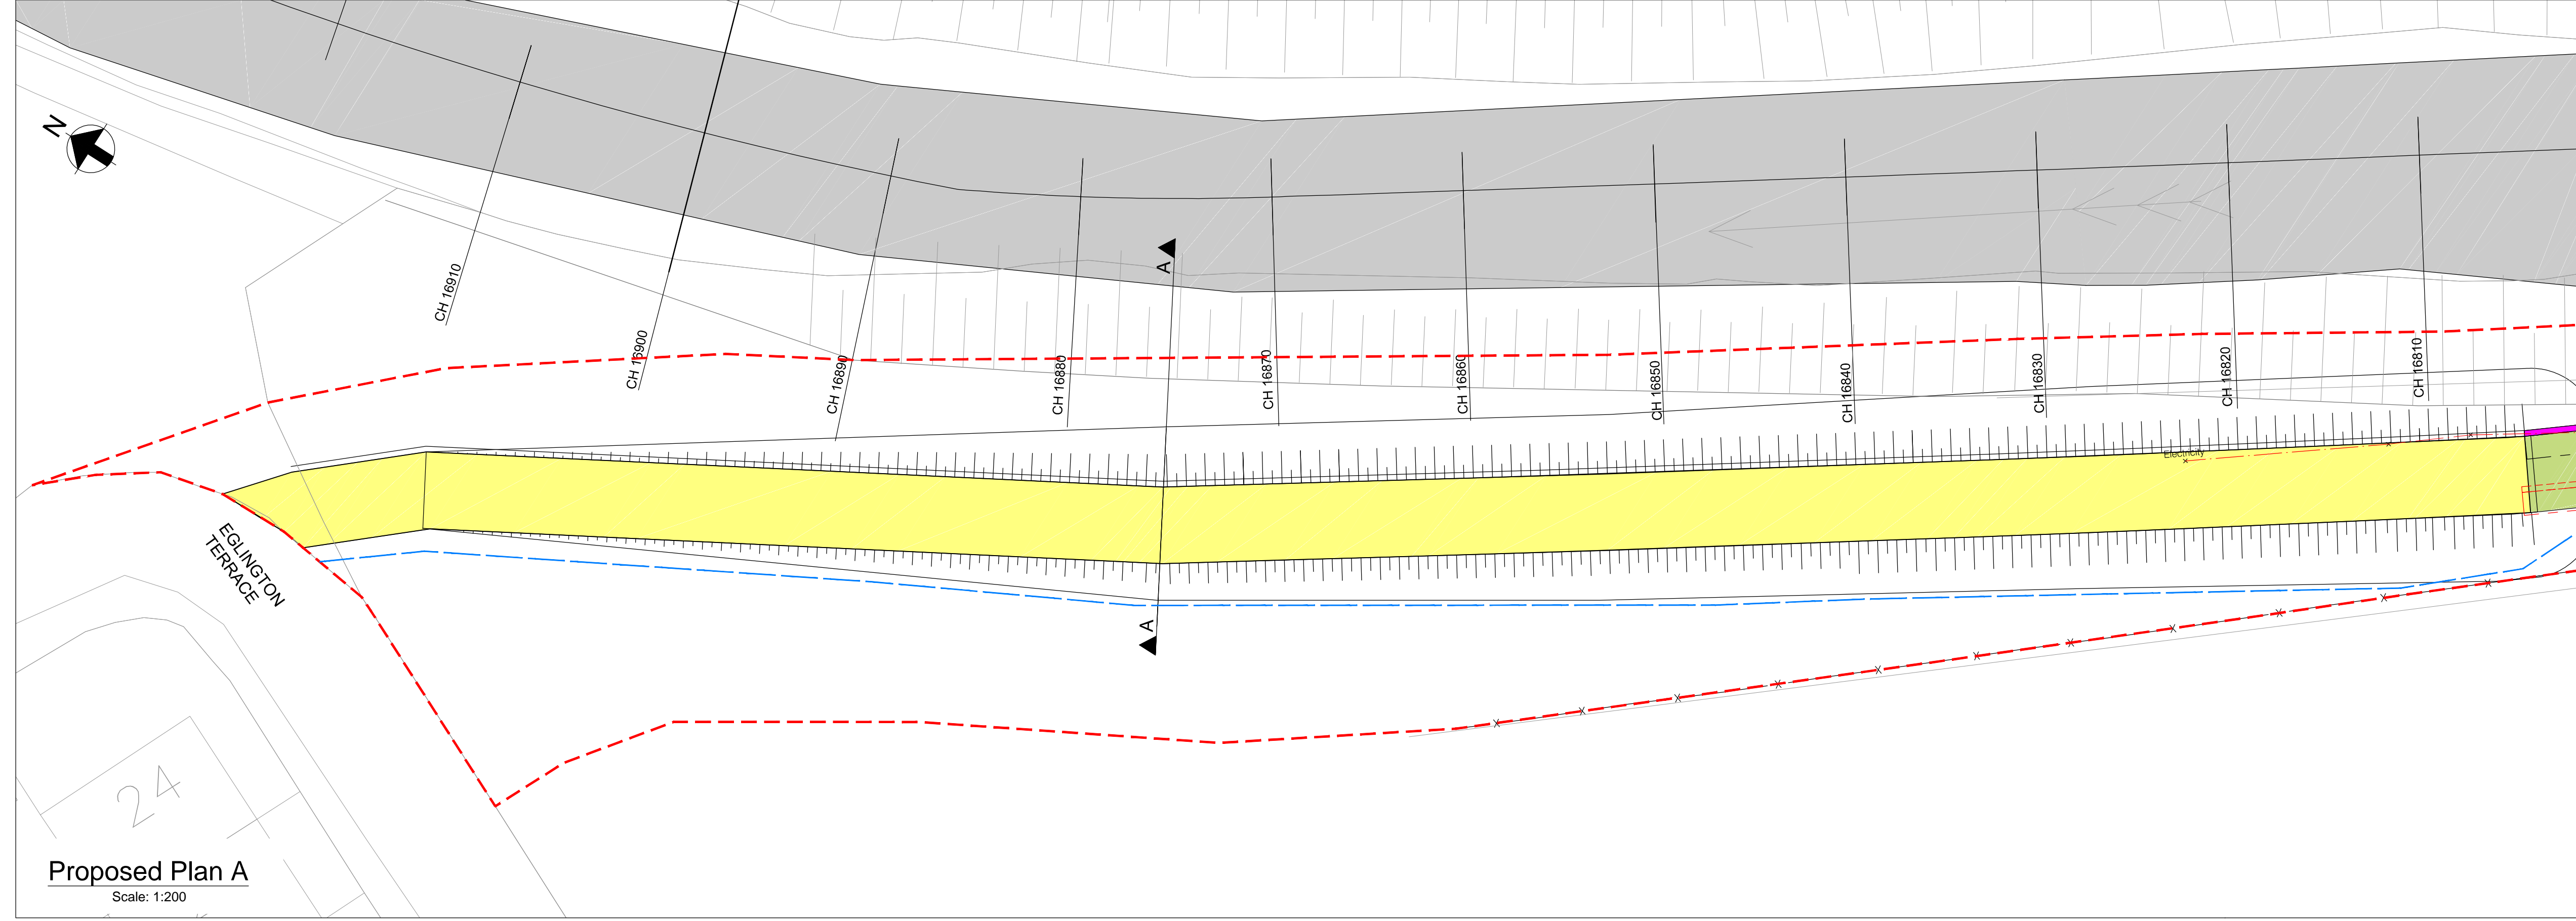 N
CH 16910
CH 16900
CH 16890
CH 16880
A
CH 16870
CH 16860
CH 16850
CH 16840
CH 16830
CH 16820
CH 16810
Electricity
EGLINGTON
TERRACE
A
24
Proposed Plan A
Scale: 1:200